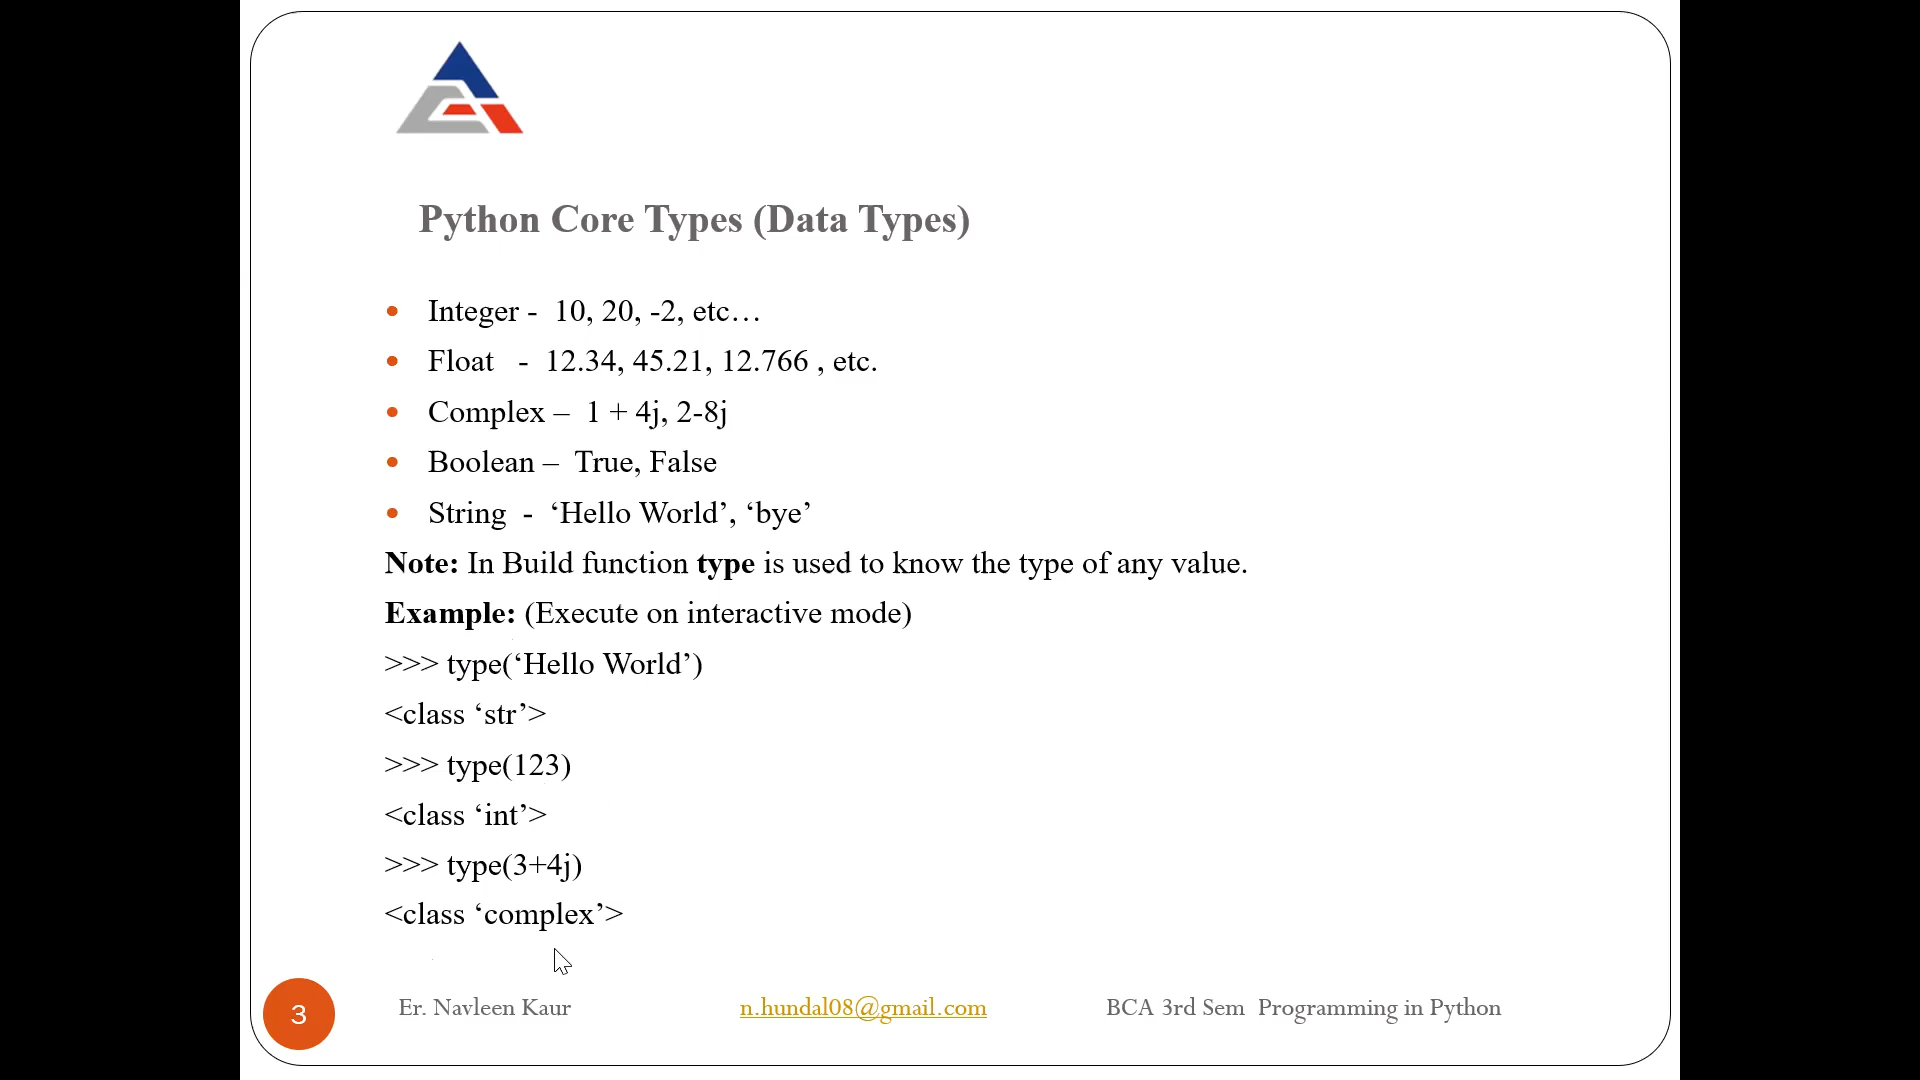 Python Core Types (Data Types)
• Integer - 10, 20, -2, etc…
• Float - 12.34, 45.21, 12.766 , etc.
• Complex – 1 + 4j, 2-8j
• Boolean – True, False
• String - ‘Hello World’, ‘bye’
Note: In Build function type is used to know the type of any value.
Example: (Execute on interactive mode)
>>> type(‘Hello World’)
<class ‘str’>
>>> type(123)
<class ‘int’>
>>> type(3+4j)
<class ‘complex’>
3 Er. Navleen Kaur n.hundal08@gmail.com BCA 3rd Sem Programming in Python